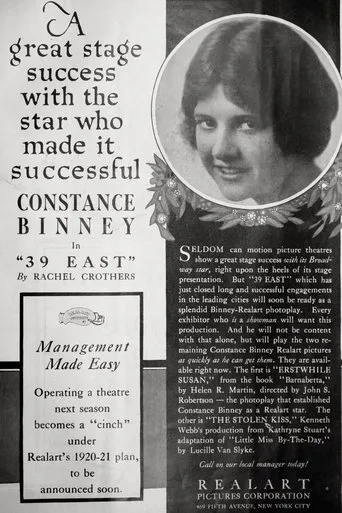 A
great stage
success
with the
star who
made it
successful
CONSTANCE
BINNEY
In
"39 EAST"
By RACHEL CROTHERS
Management
Made Easy
Operating a theatre
next season
becomes a "cinch"
under
Realart's 1920-21 plan,
to be
announced soon.
SELDOM can motion picture theatres
show a great stage success with its Broad-
way star, right upon the heels of its stage
presentation. But "39 EAST" which has
just closed long and successful engagements
in the leading cities will soon be ready as a
splendid Binney-Realart photoplay. Every
exhibitor who is a showman will want this
production. And he will not be content
with that alone, but will play the two re-
maining Constance Binney Realart pictures
as quickly as he can get them. They are avail-
able right now. The first is "ERSTWHILE
SUSAN," from the book "Barnabetta,"
by Helen R. Martin, directed by John S.
Robertson — the photoplay that established
Constance Binney as a Realart star. The
other is "THE STOLEN KISS," Kenneth
Webb's production from Kathryne Stuart's
adaptation of "Little Miss By-The-Day,"
by Lucille Van Slyke.
Call on our local manager today!
REALART
PICTURES CORPORATION
469 FIFTH AVENUE, NEW YORK CITY